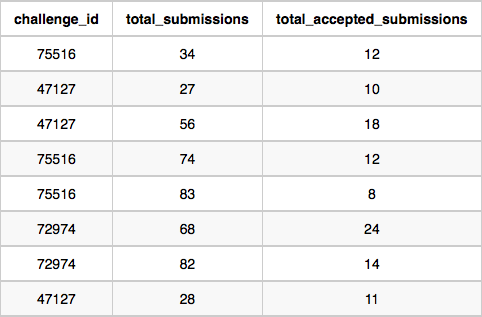 challenge_id total_submissions total_accepted_submissions
75516 34 12
47127 27 10
47127 56 18
75516 74 12
75516 83 8
72974 68 24
72974 82 14
47127 28 11